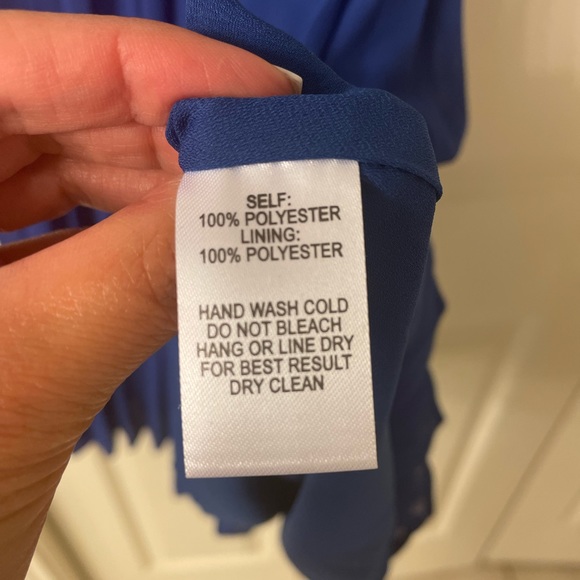 SELF:
100% POLYESTER
LINING:
100% POLYESTER
HAND WASH COLD
DO NOT BLEACH
HANG OR LINE DRY
FOR BEST RESULT
DRY CLEAN